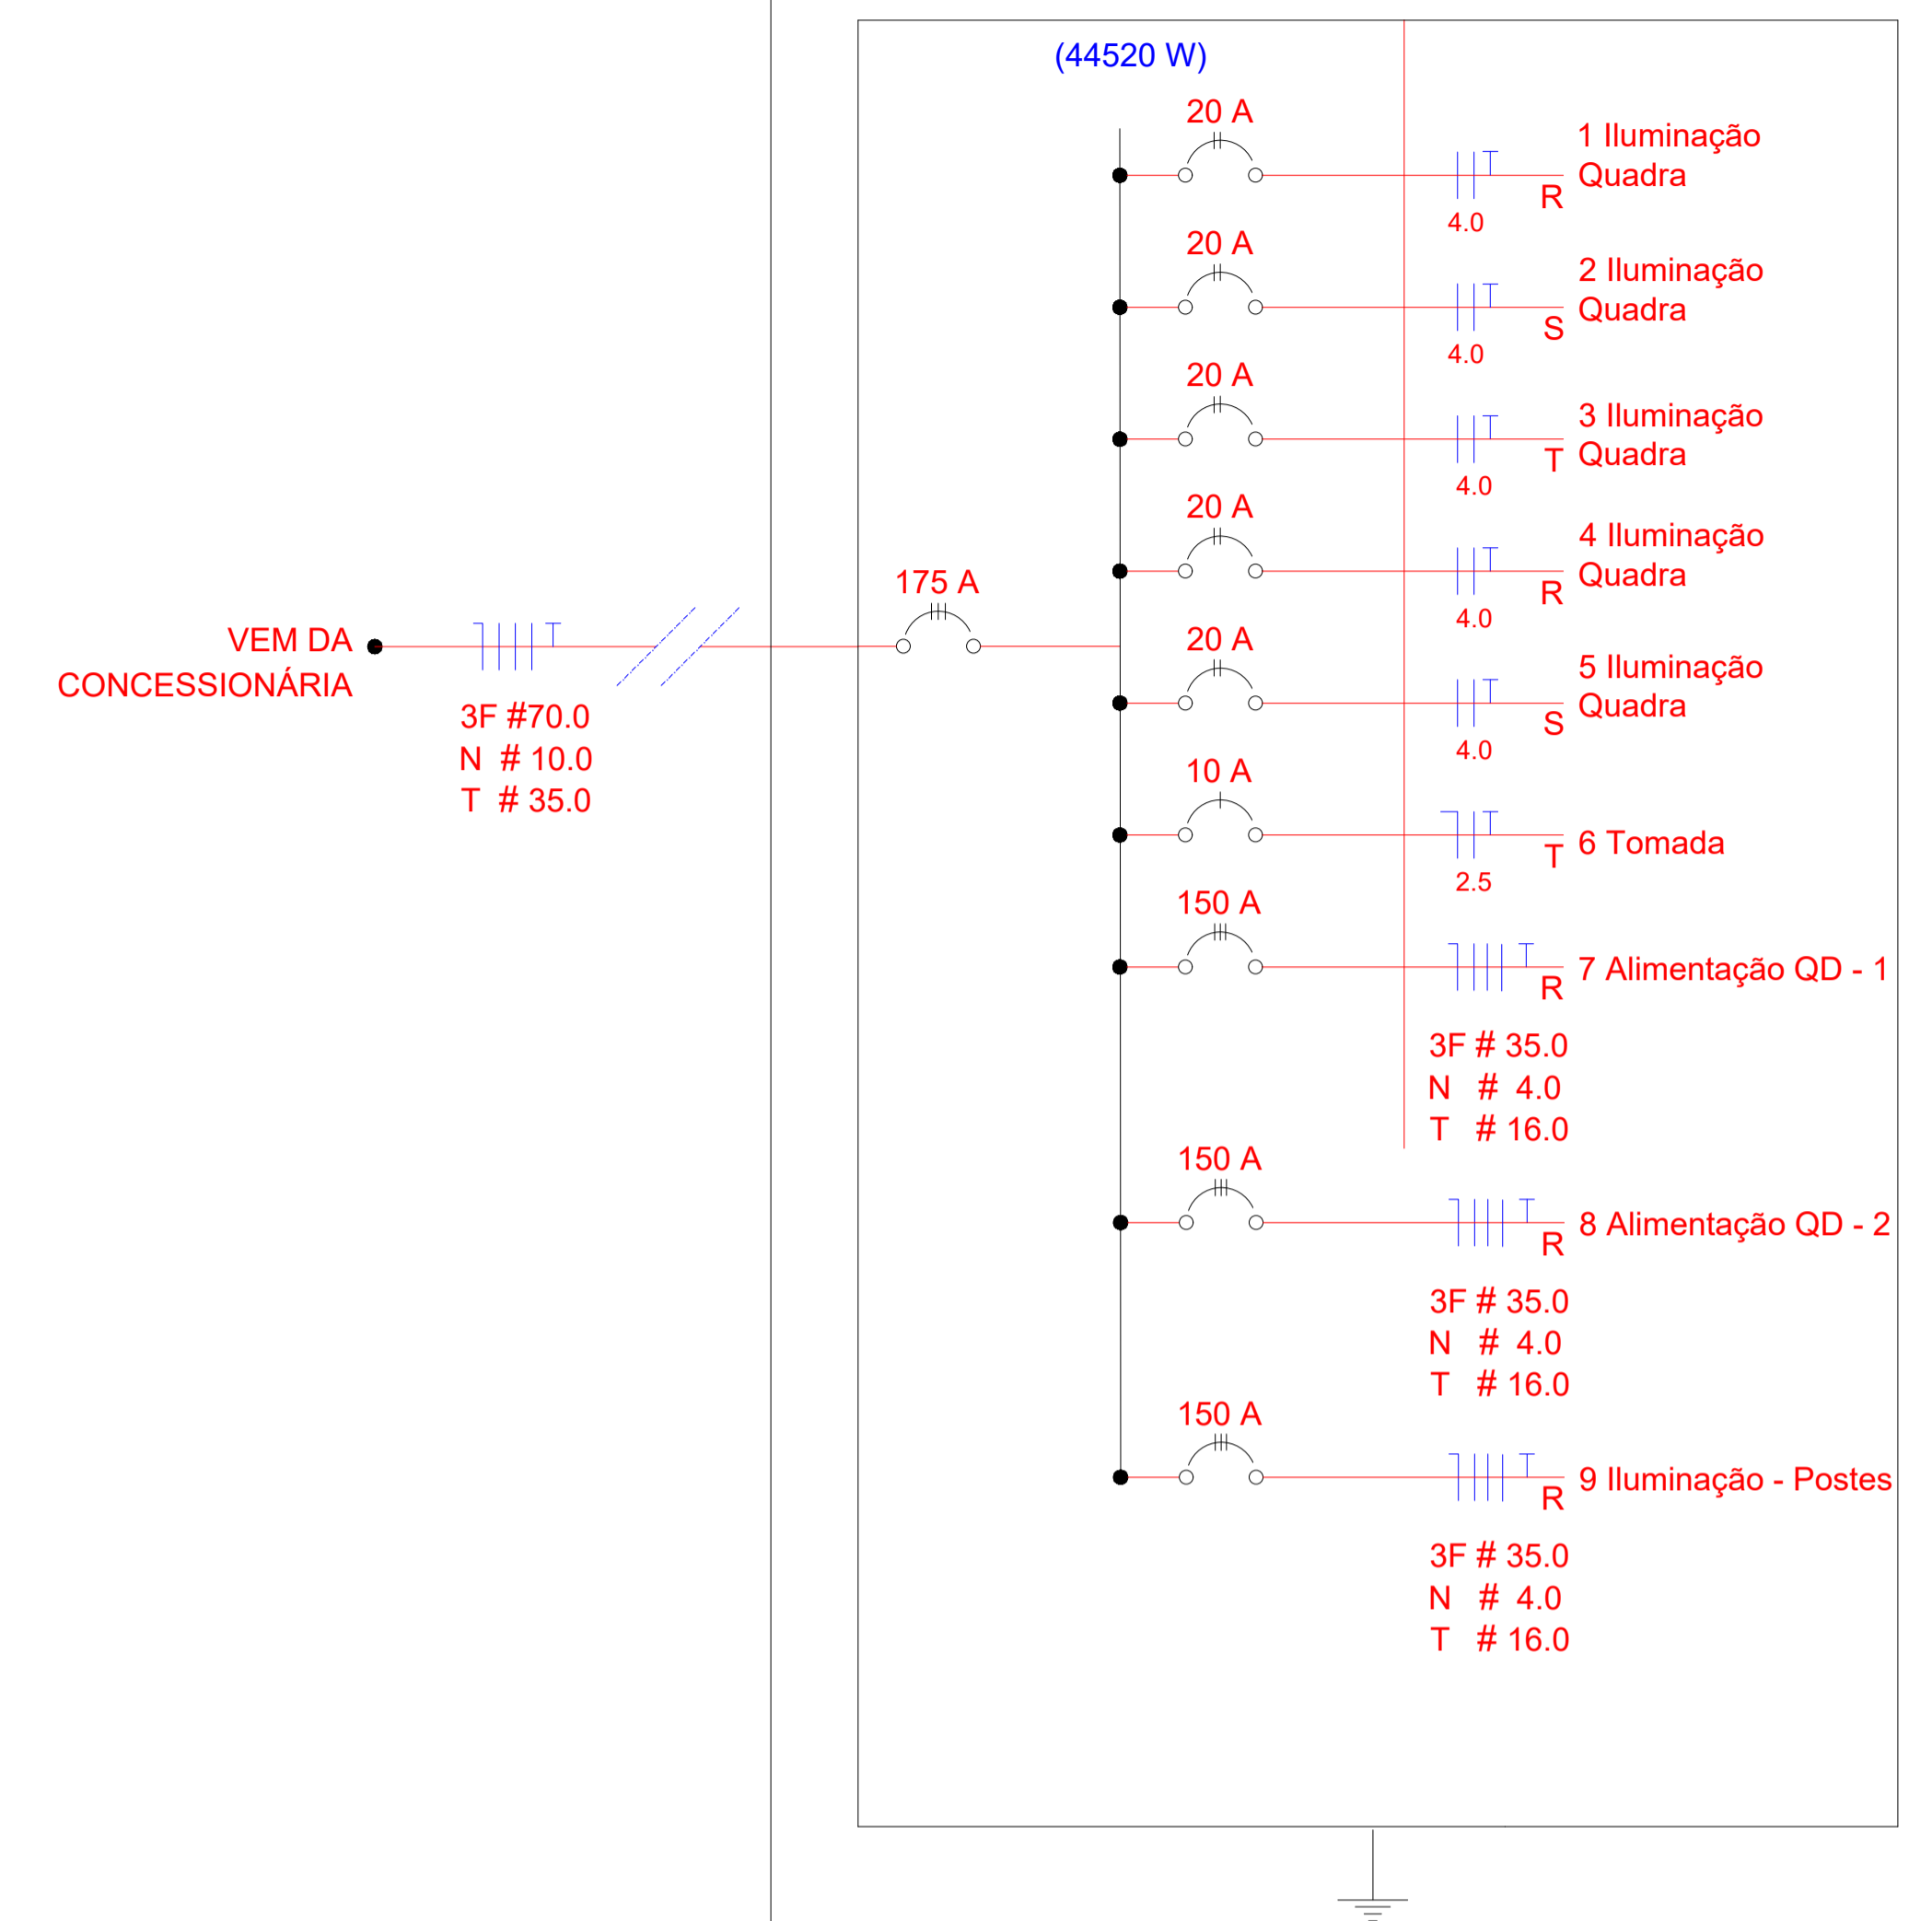 (44520 W)
20 A
1 Iluminação
Quadra
R
4.0
20 A
2 Iluminação
Quadra
S
4.0
20 A
3 Iluminação
Quadra
T
4.0
20 A
4 Iluminação
Quadra
R
4.0
175 A
VEM DA
CONCESSIONÁRIA
3F #70.0
N # 10.0
T # 35.0
20 A
5 Iluminação
Quadra
S
4.0
10 A
6 Tomada
T
2.5
150 A
7 Alimentação QD - 1
R
3F # 35.0
N # 4.0
T # 16.0
150 A
8 Alimentação QD - 2
R
3F # 35.0
N # 4.0
T # 16.0
150 A
9 Iluminação - Postes
R
3F # 35.0
N # 4.0
T # 16.0